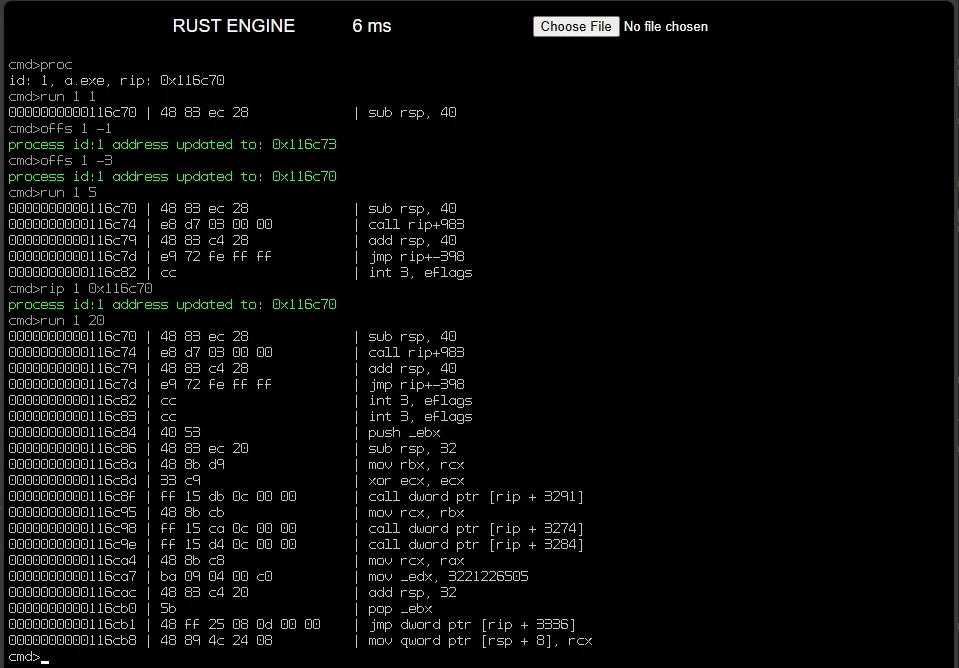 RUST ENGINE 6 ms Choose File No file chosen
cmd>proc
id: 1, a.exe, rip: 0x116c70
cmd>run 1 1
0000000000116c70 | 48 83 ec 28 | sub rsp, 40
cmd>offs 1 -1
process id:1 address updated to: 0x116c73
cmd>offs 1 -3
process id:1 address updated to: 0x116c70
cmd>run 1 5
0000000000116c70 | 48 83 ec 28 | sub rsp, 40
0000000000116c74 | e8 d7 03 00 00 | call rip+983
0000000000116c79 | 48 83 c4 28 | add rsp, 40
0000000000116c7d | e9 72 fe ff ff | jmp rip+-398
0000000000116c82 | cc | int 3, eflags
cmd>rip 1 0x116c70
process id:1 address updated to: 0x116c70
cmd>run 1 20
0000000000116c70 | 48 83 ec 28 | sub rsp, 40
0000000000116c74 | e8 d7 03 00 00 | call rip+983
0000000000116c79 | 48 83 c4 28 | add rsp, 40
0000000000116c7d | e9 72 fe ff ff | jmp rip+-398
0000000000116c82 | cc | int 3, eflags
0000000000116c83 | cc | int 3, eflags
0000000000116c84 | 40 53 | push _ebx
0000000000116c86 | 48 83 ec 20 | sub rsp, 32
0000000000116c8a | 48 8b d9 | mov rbx, rcx
0000000000116c8d | 33 c9 | xor ecx, ecx
0000000000116c8f | ff 15 db 0c 00 00 | call dword ptr [rip + 3291]
0000000000116c95 | 48 8b cb | mov rcx, rbx
0000000000116c98 | ff 15 ca 0c 00 00 | call dword ptr [rip + 3274]
0000000000116c9e | ff 15 d4 0c 00 00 | call dword ptr [rip + 3284]
0000000000116ca4 | 48 8b c8 | mov rcx, rax
0000000000116ca7 | ba 09 04 00 c0 | mov _edx, 3221226505
0000000000116cac | 48 83 c4 20 | add rsp, 32
0000000000116cb0 | 5b | pop _ebx
0000000000116cb1 | 48 ff 25 08 0d 00 00 | jmp dword ptr [rip + 3336]
0000000000116cb8 | 48 89 4c 24 08 | mov qword ptr [rsp + 8], rcx
cmd>_